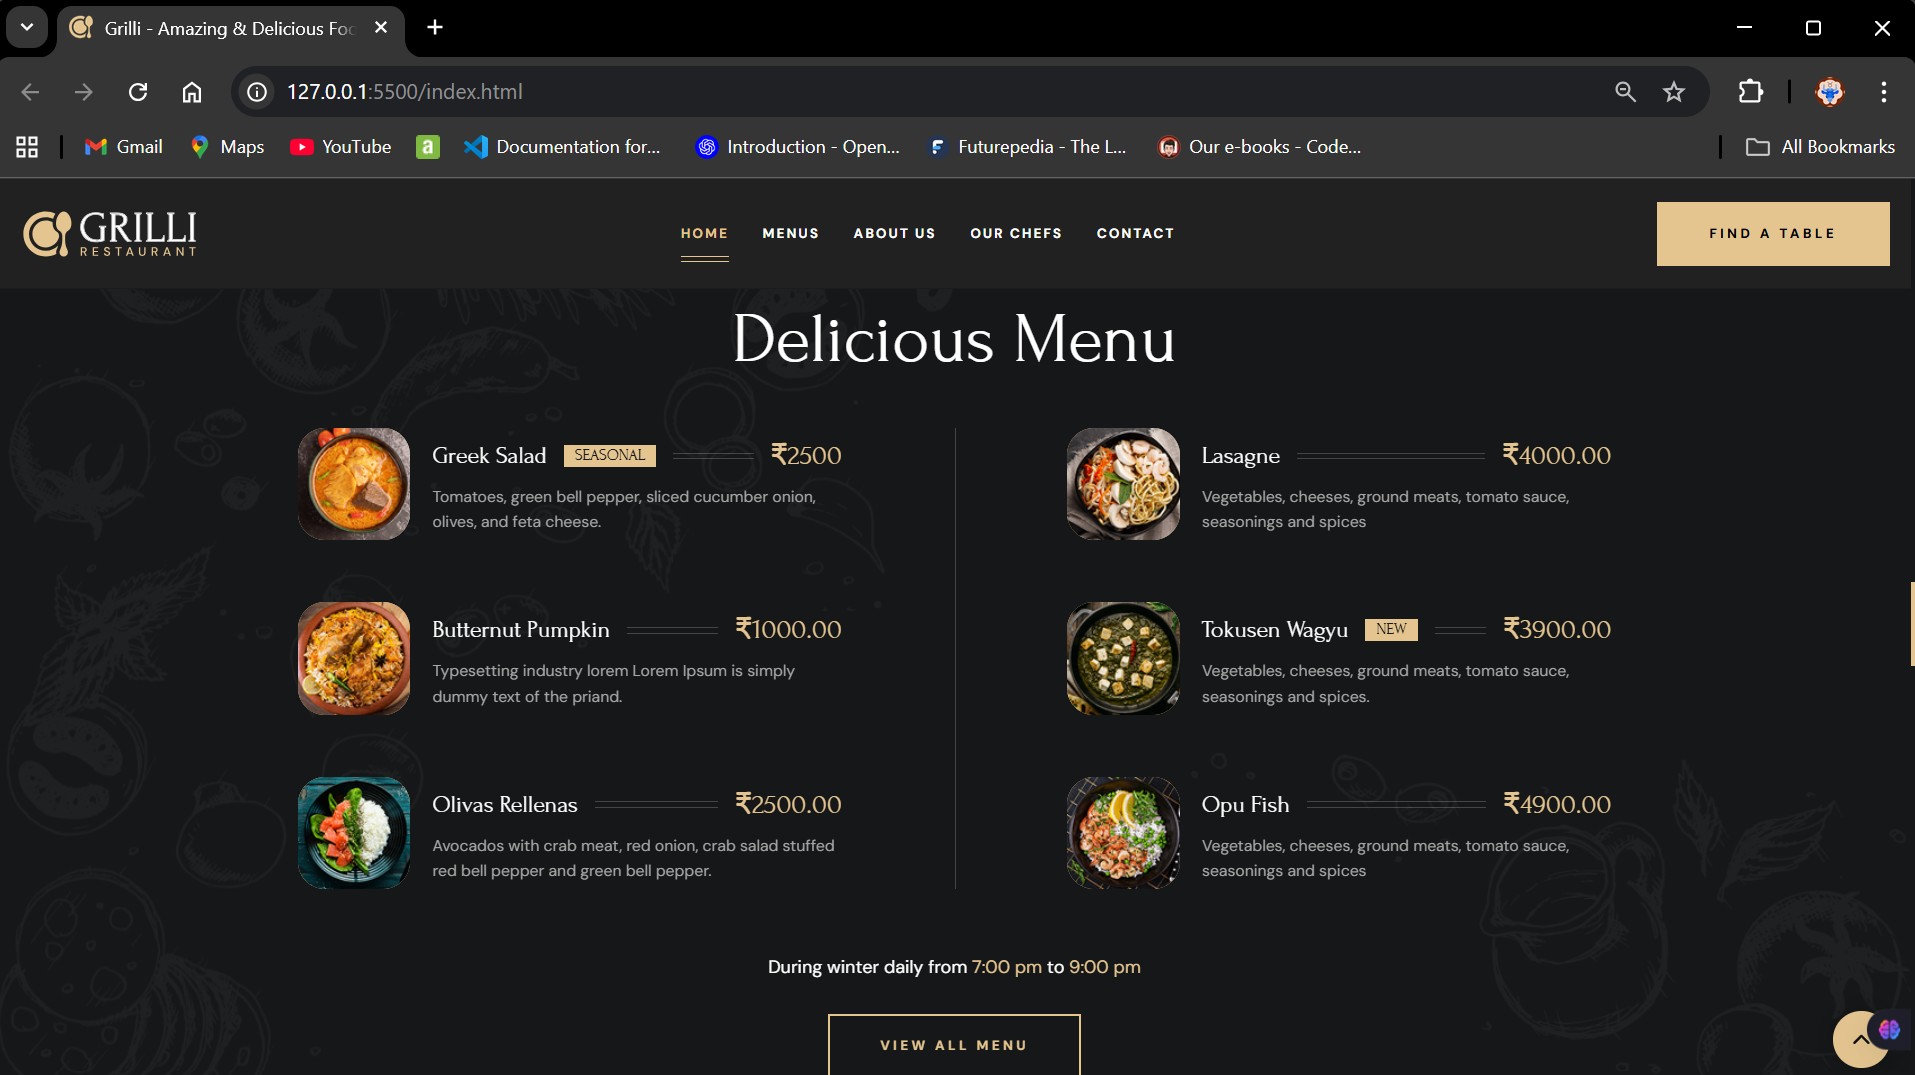 Grilli - Amazing & Delicious Foo
127.0.0.1:5500/index.html
Gmail
Maps
YouTube
Documentation for...
Introduction - Open...
Futurepedia - The L...
Our e-books - Code...
All Bookmarks
GRILLI
RESTAURANT
HOME
MENUS
ABOUT US
OUR CHEFS
CONTACT
FIND A TABLE
Delicious Menu
Greek Salad SEASONAL ₹2500
Tomatoes, green bell pepper, sliced cucumber onion,
olives, and feta cheese.
Butternut Pumpkin ₹1000.00
Typesetting industry lorem Lorem Ipsum is simply
dummy text of the priand.
Olivas Rellenas ₹2500.00
Avocados with crab meat, red onion, crab salad stuffed
red bell pepper and green bell pepper.
Lasagne ₹4000.00
Vegetables, cheeses, ground meats, tomato sauce,
seasonings and spices
Tokusen Wagyu NEW ₹3900.00
Vegetables, cheeses, ground meats, tomato sauce,
seasonings and spices.
Opu Fish ₹4900.00
Vegetables, cheeses, ground meats, tomato sauce,
seasonings and spices
During winter daily from 7:00 pm to 9:00 pm
VIEW ALL MENU